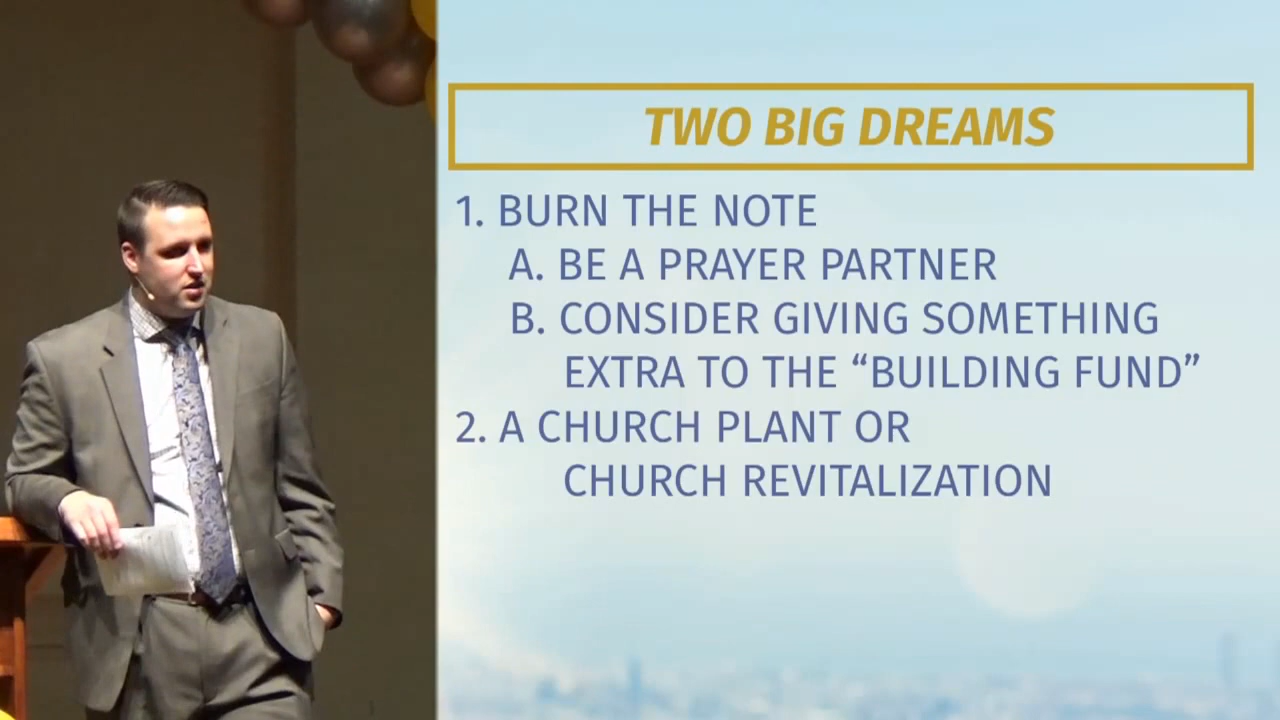 TWO BIG DREAMS
1. BURN THE NOTE
A. BE A PRAYER PARTNER
B. CONSIDER GIVING SOMETHING
EXTRA TO THE “BUILDING FUND”
2. A CHURCH PLANT OR
CHURCH REVITALIZATION